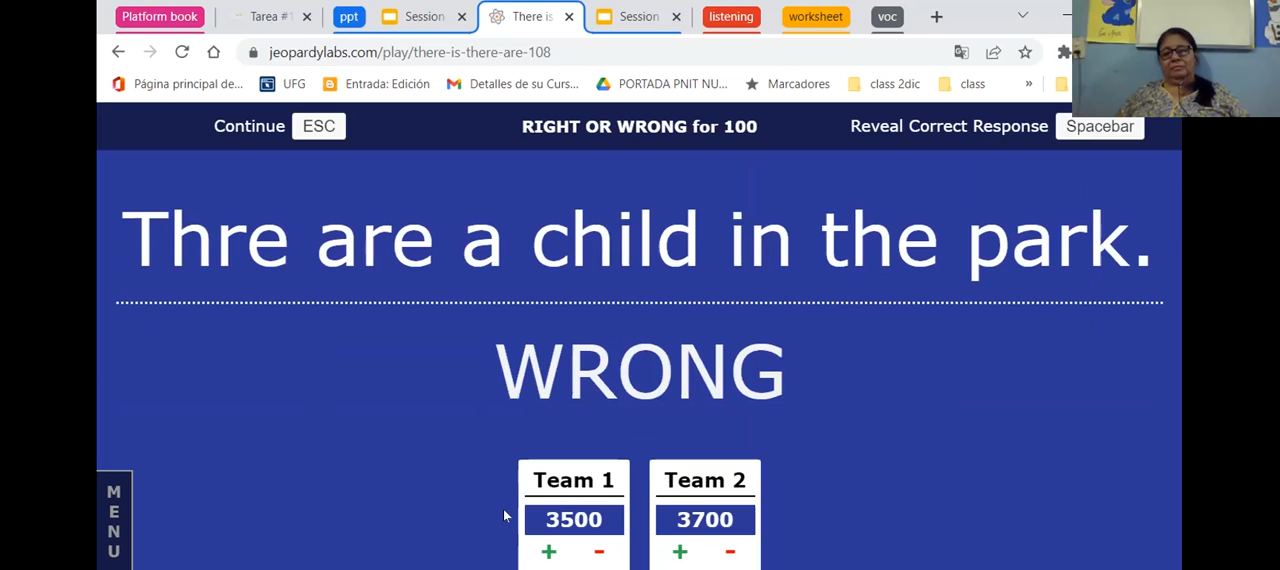 Platform book Tarea #1 ppt Session There is Session listening worksheet voc
jeopardylabs.com/play/there-is-there-are-108
Página principal de... UFG Entrada: Edición Detalles de su Curs... PORTADA PNIT NU... Marcadores class 2dic class »
Continue ESC RIGHT OR WRONG for 100 Reveal Correct Response Spacebar
Thre are a child in the park.
WRONG
MENU
Team 1 Team 2
3500 3700
+ - + -